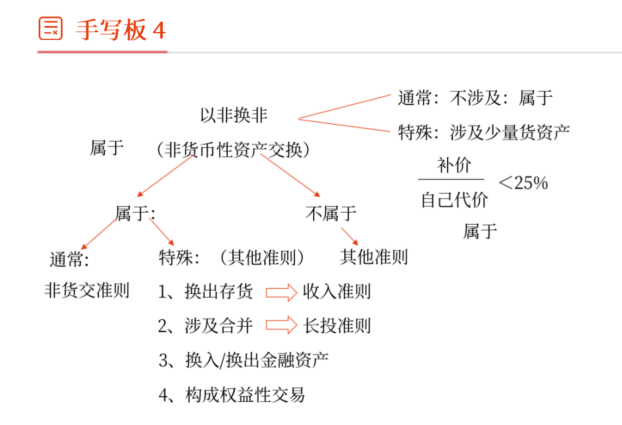 手写板 4
以非换非
(非货币性资产交换)
属于
通常：不涉及：属于
特殊：涉及少量货资产
补价
自己代价
＜25%
属于
属于：
不属于
通常：
非货交准则
特殊：（其他准则）
其他准则
1、换出存货 收入准则
2、涉及合并 长投准则
3、换入/换出金融资产
4、构成权益性交易